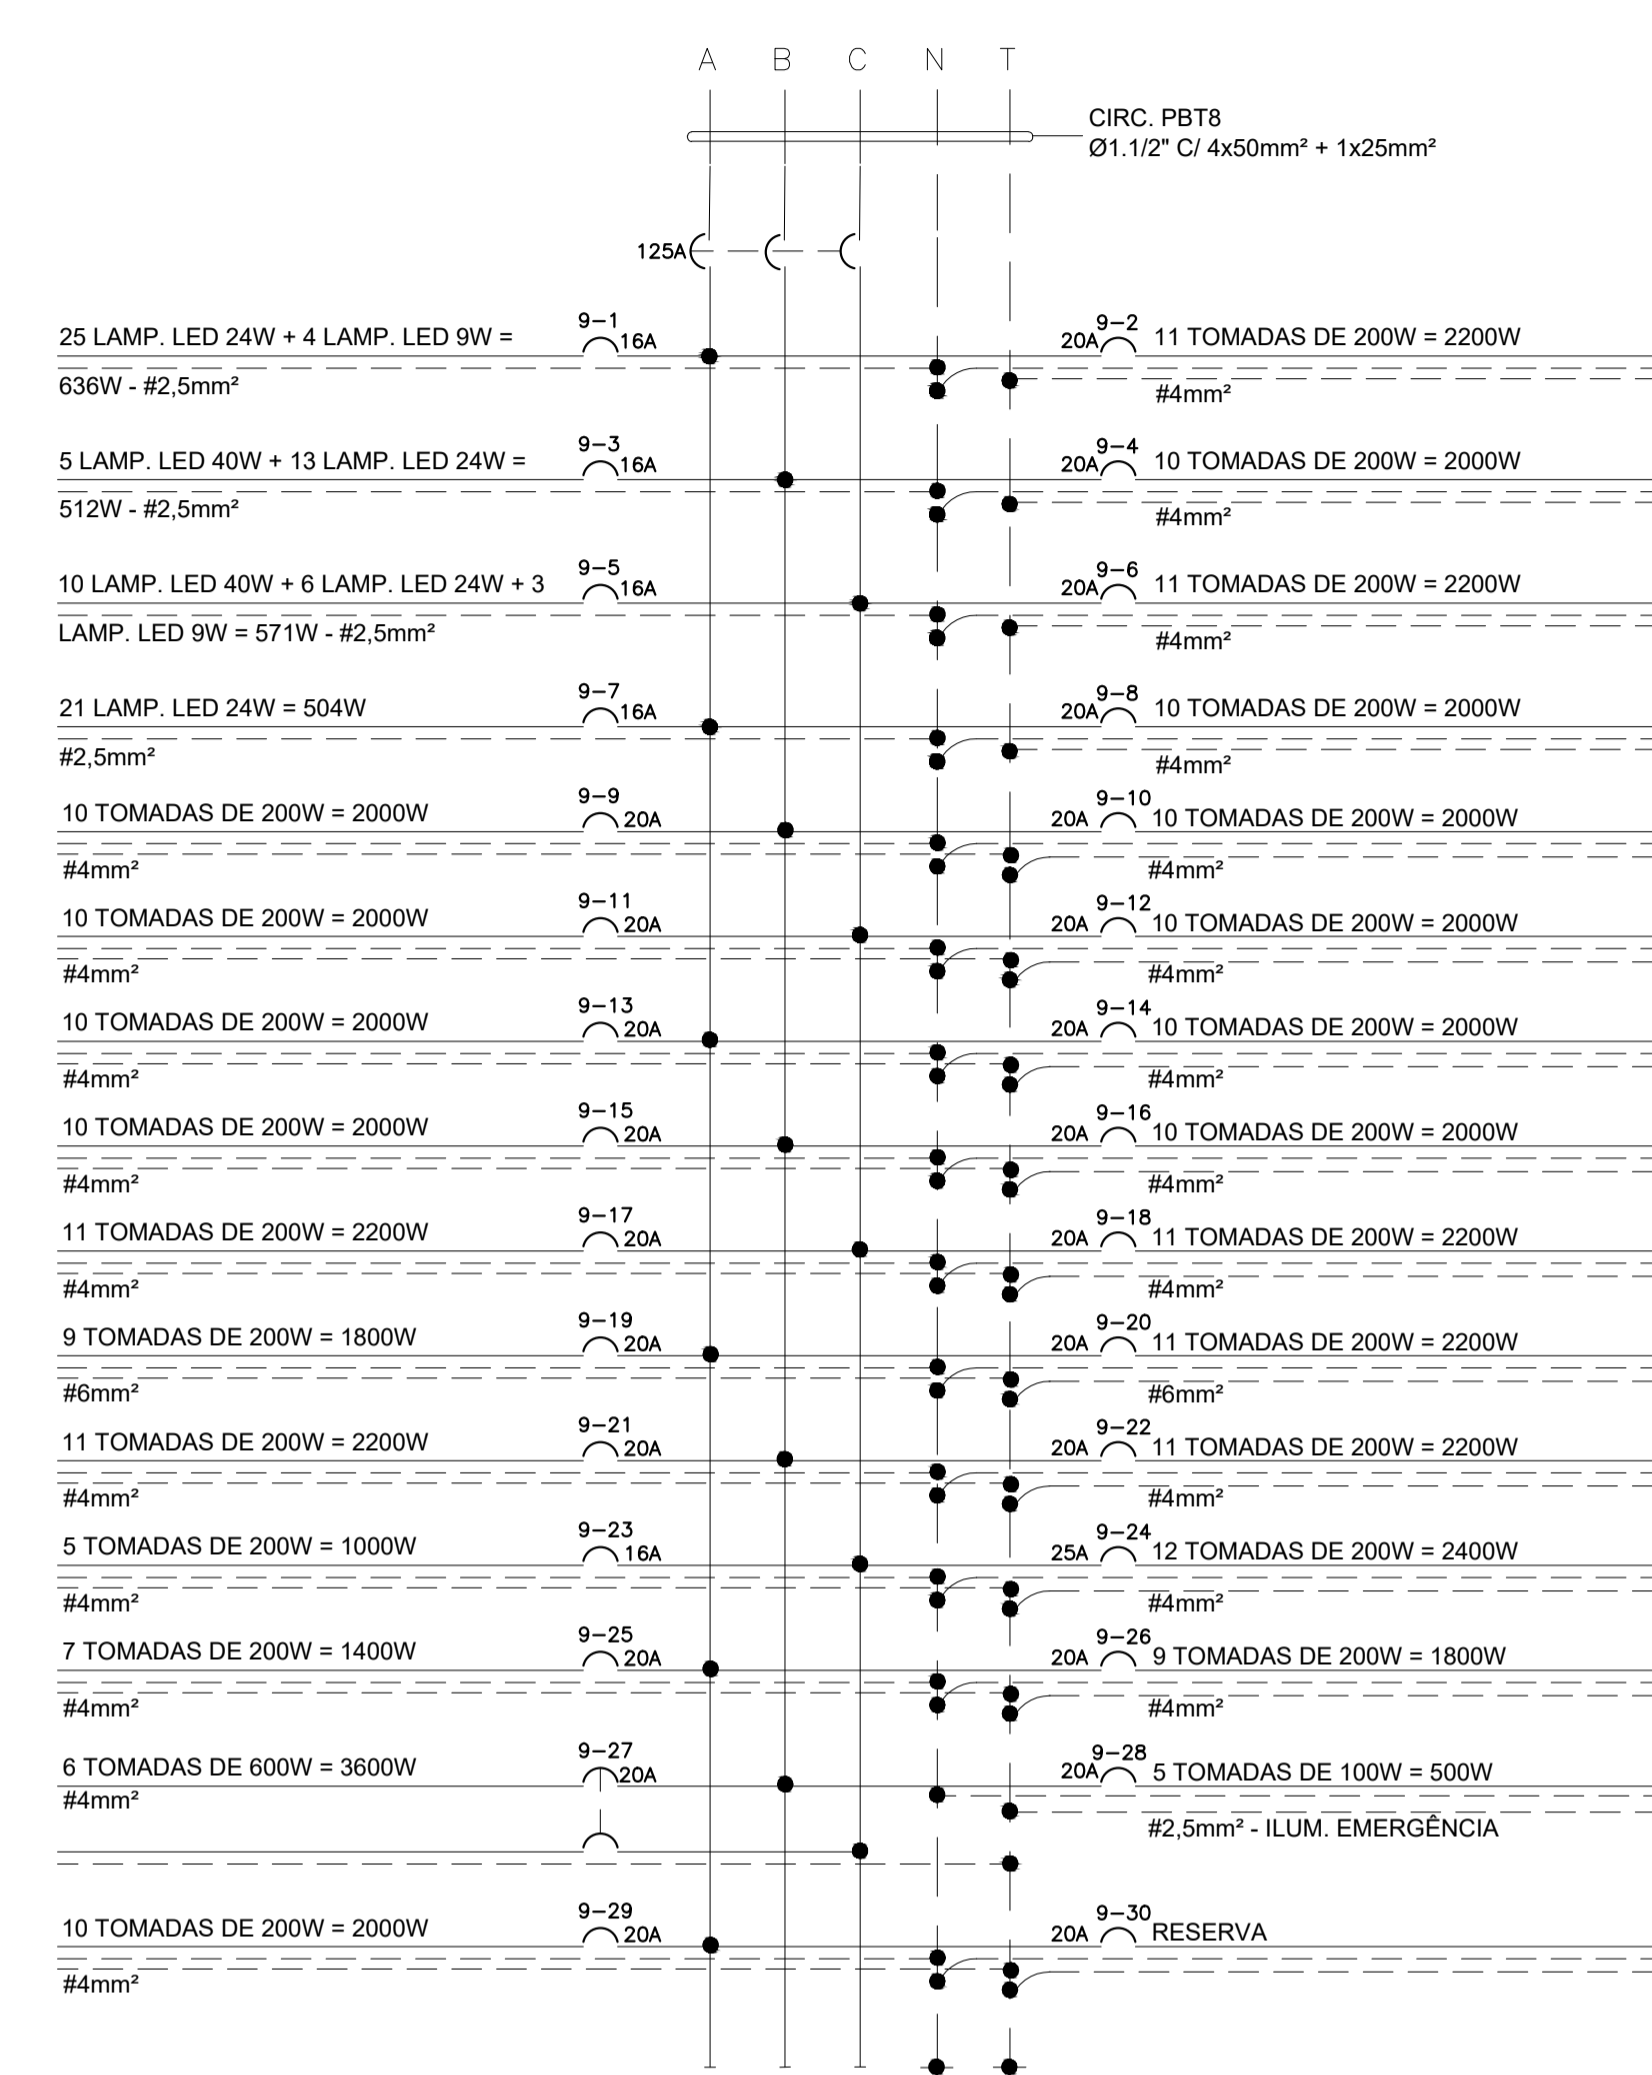 A B C N T
CIRC. PBT8
Ø1.1/2" C/ 4x50mm² + 1x25mm²
125A
25 LAMP. LED 24W + 4 LAMP. LED 9W =
9-1
16A
636W - #2,5mm²
20A
9-2
11 TOMADAS DE 200W = 2200W
#4mm²
5 LAMP. LED 40W + 13 LAMP. LED 24W =
9-3
16A
512W - #2,5mm²
20A
9-4
10 TOMADAS DE 200W = 2000W
#4mm²
10 LAMP. LED 40W + 6 LAMP. LED 24W + 3
9-5
16A
LAMP. LED 9W = 571W - #2,5mm²
20A
9-6
11 TOMADAS DE 200W = 2200W
#4mm²
21 LAMP. LED 24W = 504W
9-7
16A
#2,5mm²
20A
9-8
10 TOMADAS DE 200W = 2000W
#4mm²
10 TOMADAS DE 200W = 2000W
9-9
20A
#4mm²
20A
9-10
10 TOMADAS DE 200W = 2000W
#4mm²
10 TOMADAS DE 200W = 2000W
9-11
20A
#4mm²
20A
9-12
10 TOMADAS DE 200W = 2000W
#4mm²
10 TOMADAS DE 200W = 2000W
9-13
20A
#4mm²
20A
9-14
10 TOMADAS DE 200W = 2000W
#4mm²
10 TOMADAS DE 200W = 2000W
9-15
20A
#4mm²
20A
9-16
10 TOMADAS DE 200W = 2000W
#4mm²
11 TOMADAS DE 200W = 2200W
9-17
20A
#4mm²
20A
9-18
11 TOMADAS DE 200W = 2200W
#4mm²
9 TOMADAS DE 200W = 1800W
9-19
20A
#6mm²
20A
9-20
11 TOMADAS DE 200W = 2200W
#6mm²
11 TOMADAS DE 200W = 2200W
9-21
20A
#4mm²
20A
9-22
11 TOMADAS DE 200W = 2200W
#4mm²
5 TOMADAS DE 200W = 1000W
9-23
16A
#4mm²
25A
9-24
12 TOMADAS DE 200W = 2400W
#4mm²
7 TOMADAS DE 200W = 1400W
9-25
20A
#4mm²
20A
9-26
9 TOMADAS DE 200W = 1800W
#4mm²
6 TOMADAS DE 600W = 3600W
9-27
20A
#4mm²
20A
9-28
5 TOMADAS DE 100W = 500W
#2,5mm² - ILUM. EMERGÊNCIA
10 TOMADAS DE 200W = 2000W
9-29
20A
#4mm²
20A
9-30
RESERVA